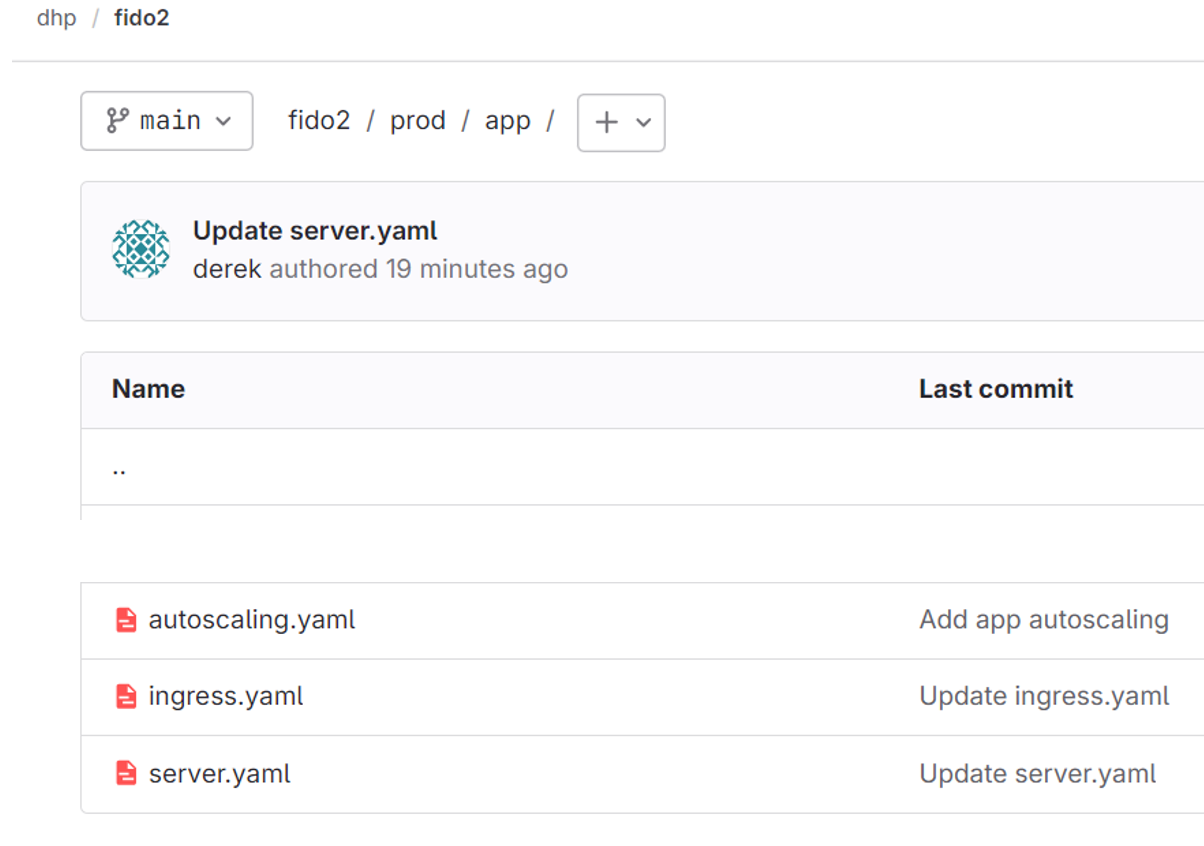 dhp / fido2
main fido2 / prod / app /
Update server.yaml
derek authored 19 minutes ago
Name Last commit
..
autoscaling.yaml Add app autoscaling
ingress.yaml Update ingress.yaml
server.yaml Update server.yaml